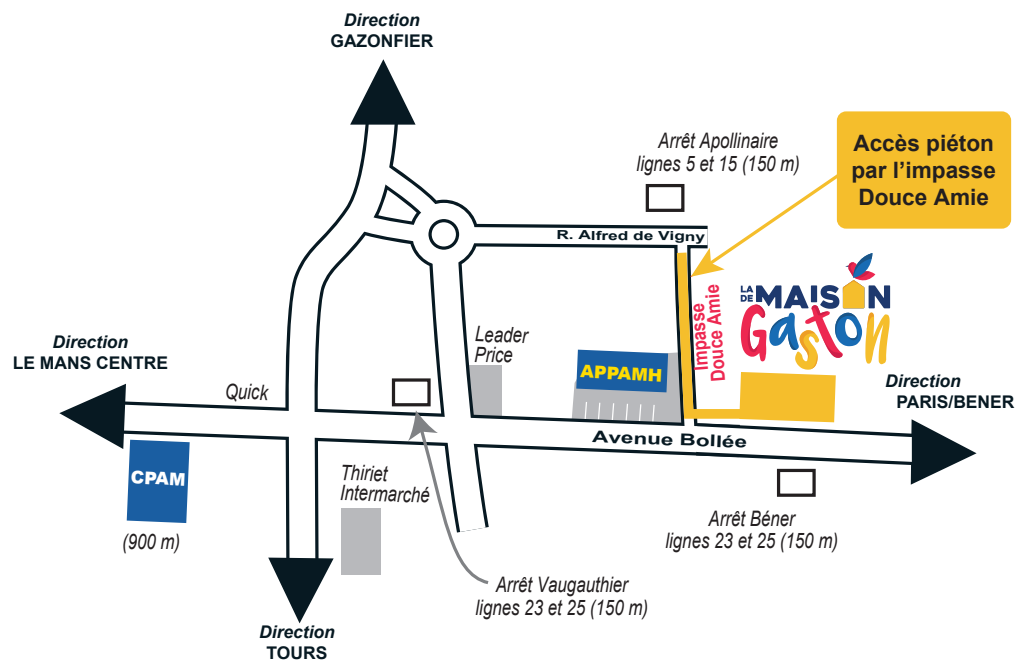 Direction
GAZONFIER
Arrêt Apollinaire
lignes 5 et 15 (150 m)
Accès piéton
par l’impasse
Douce Amie
R. Alfred de Vigny
LA
DE
MAISON
Gaston
Impasse
Douce Amie
Leader
Price
APPAMH
Direction
LE MANS CENTRE
Quick
Direction
PARIS/BENER
Avenue Bollée
CPAM
(900 m)
Thiriet
Intermarché
Arrêt Béner
lignes 23 et 25 (150 m)
Arrêt Vaugauthier
lignes 23 et 25 (150 m)
Direction
TOURS